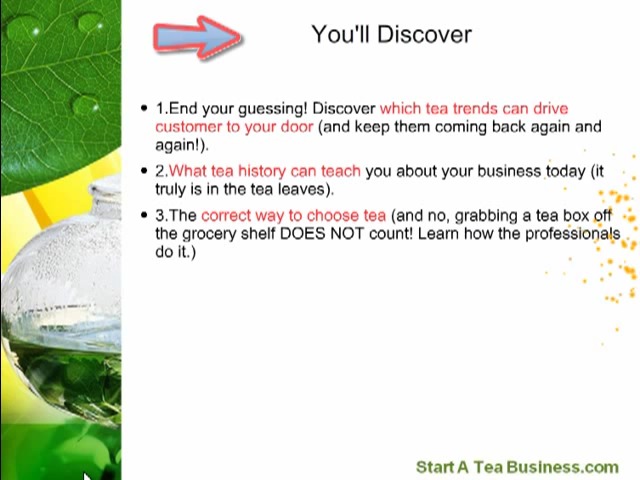 You'll Discover
• 1.End your guessing! Discover which tea trends can drive
customer to your door (and keep them coming back again and
again!).
• 2.What tea history can teach you about your business today (it
truly is in the tea leaves).
• 3.The correct way to choose tea (and no, grabbing a tea box off
the grocery shelf DOES NOT count! Learn how the professionals
do it.)
Start A Tea Business.com